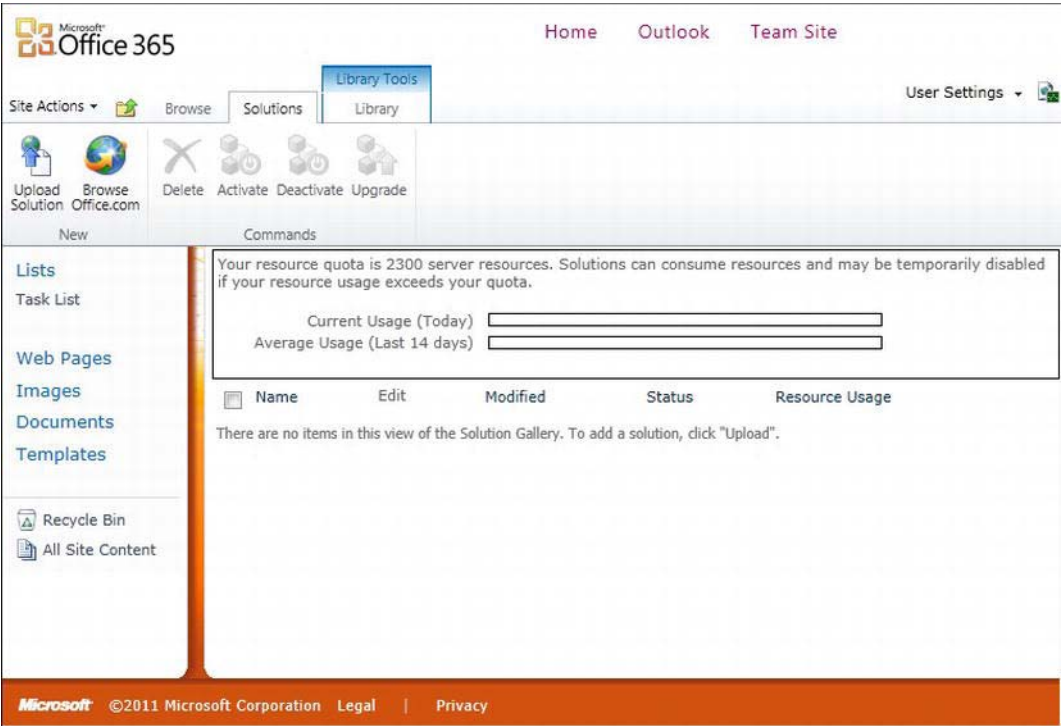 Microsoft
Office 365
Home Outlook Team Site
Library Tools
Site Actions Browse Solutions Library User Settings
Upload Solution
Browse Office.com
Delete Activate Deactivate Upgrade
New Commands
Lists
Task List
Web Pages
Images
Documents
Templates
Recycle Bin
All Site Content
Your resource quota is 2300 server resources. Solutions can consume resources and may be temporarily disabled
if your resource usage exceeds your quota.
Current Usage (Today)
Average Usage (Last 14 days)
Name Edit Modified Status Resource Usage
There are no items in this view of the Solution Gallery. To add a solution, click "Upload".
Microsoft ©2011 Microsoft Corporation Legal | Privacy